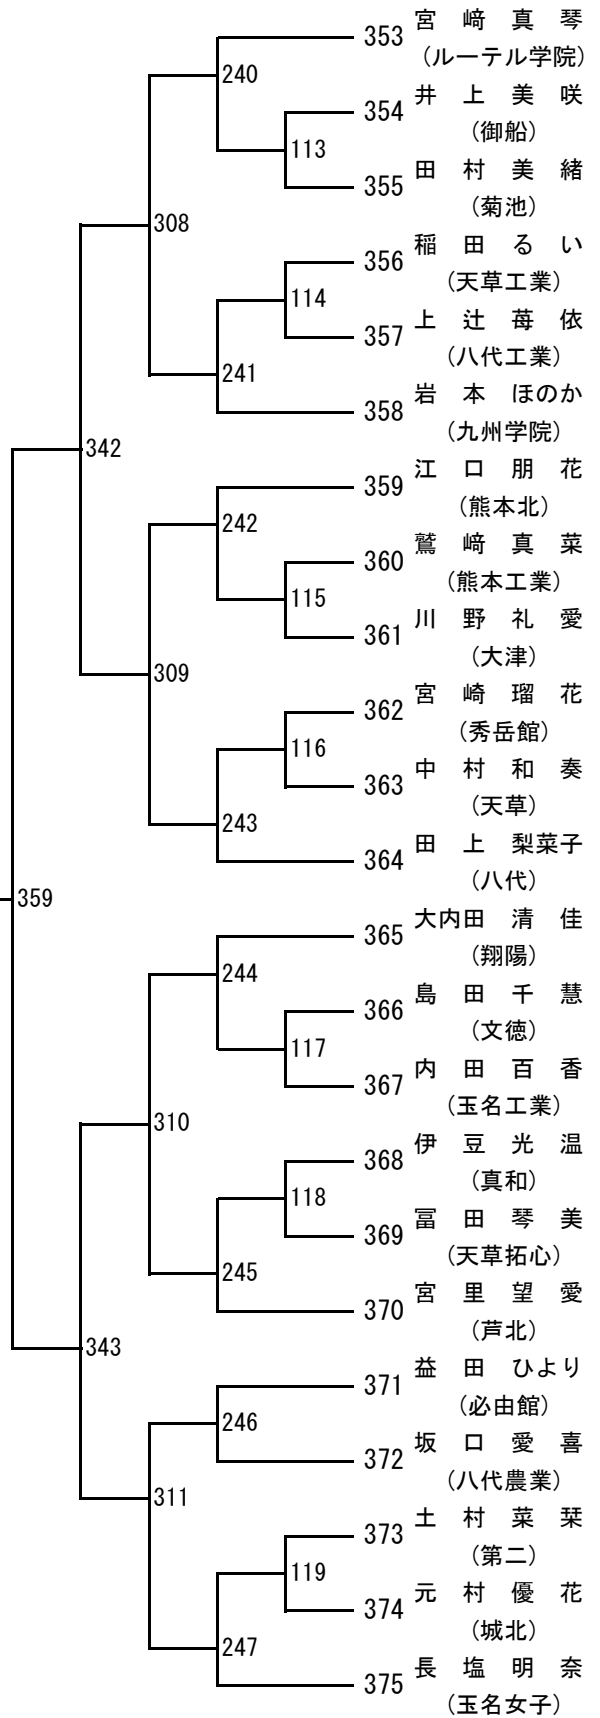 353 宮﨑真琴
(ルーテル学院)
240
354 井上美咲
(御船)
113
355 田村美緒
(菊池)
308
356 稲田るい
(天草工業)
114
357 上辻苺依
(八代工業)
241
358 岩本ほのか
(九州学院)
342
359 江口朋花
(熊本北)
242
360 鷲﨑真菜
(熊本工業)
115
361 川野礼愛
(大津)
309
362 宮崎瑠花
(秀岳館)
116
363 中村和奏
(天草)
243
364 田上梨菜子
(八代)
359
365 大内田清佳
(翔陽)
244
366 島田千慧
(文徳)
117
367 内田百香
(玉名工業)
310
368 伊豆光温
(真和)
118
369 冨田琴美
(天草拓心)
245
370 宮里望愛
(芦北)
343
371 益田ひより
(必由館)
246
372 坂口愛喜
(八代農業)
311
373 土村菜栞
(第二)
119
374 元村優花
(城北)
247
375 長塩明奈
(玉名女子)